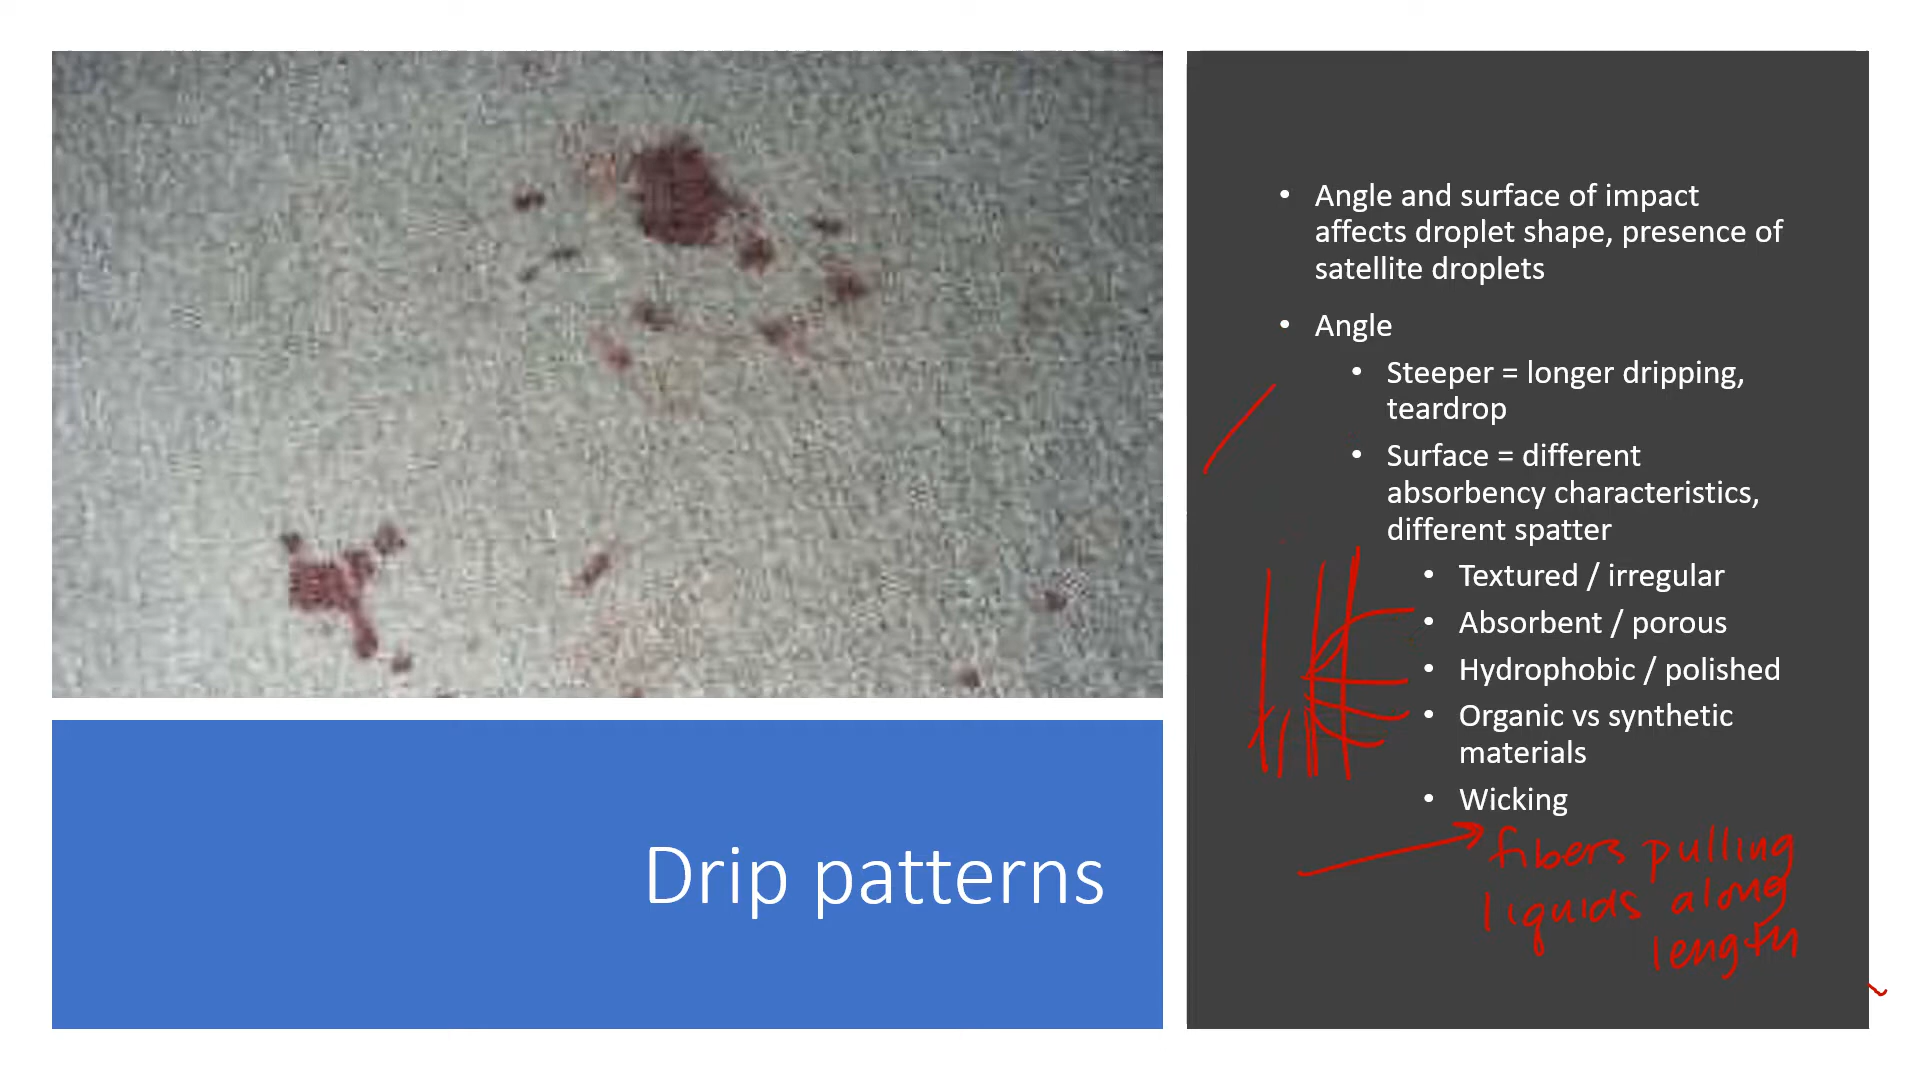 Drip patterns
• Angle and surface of impact
affects droplet shape, presence of
satellite droplets
• Angle
• Steeper = longer dripping,
teardrop
• Surface = different
absorbency characteristics,
different spatter
• Textured / irregular
• Absorbent / porous
• Hydrophobic / polished
• Organic vs synthetic
materials
• Wicking
fibers pulling
liquids along
length